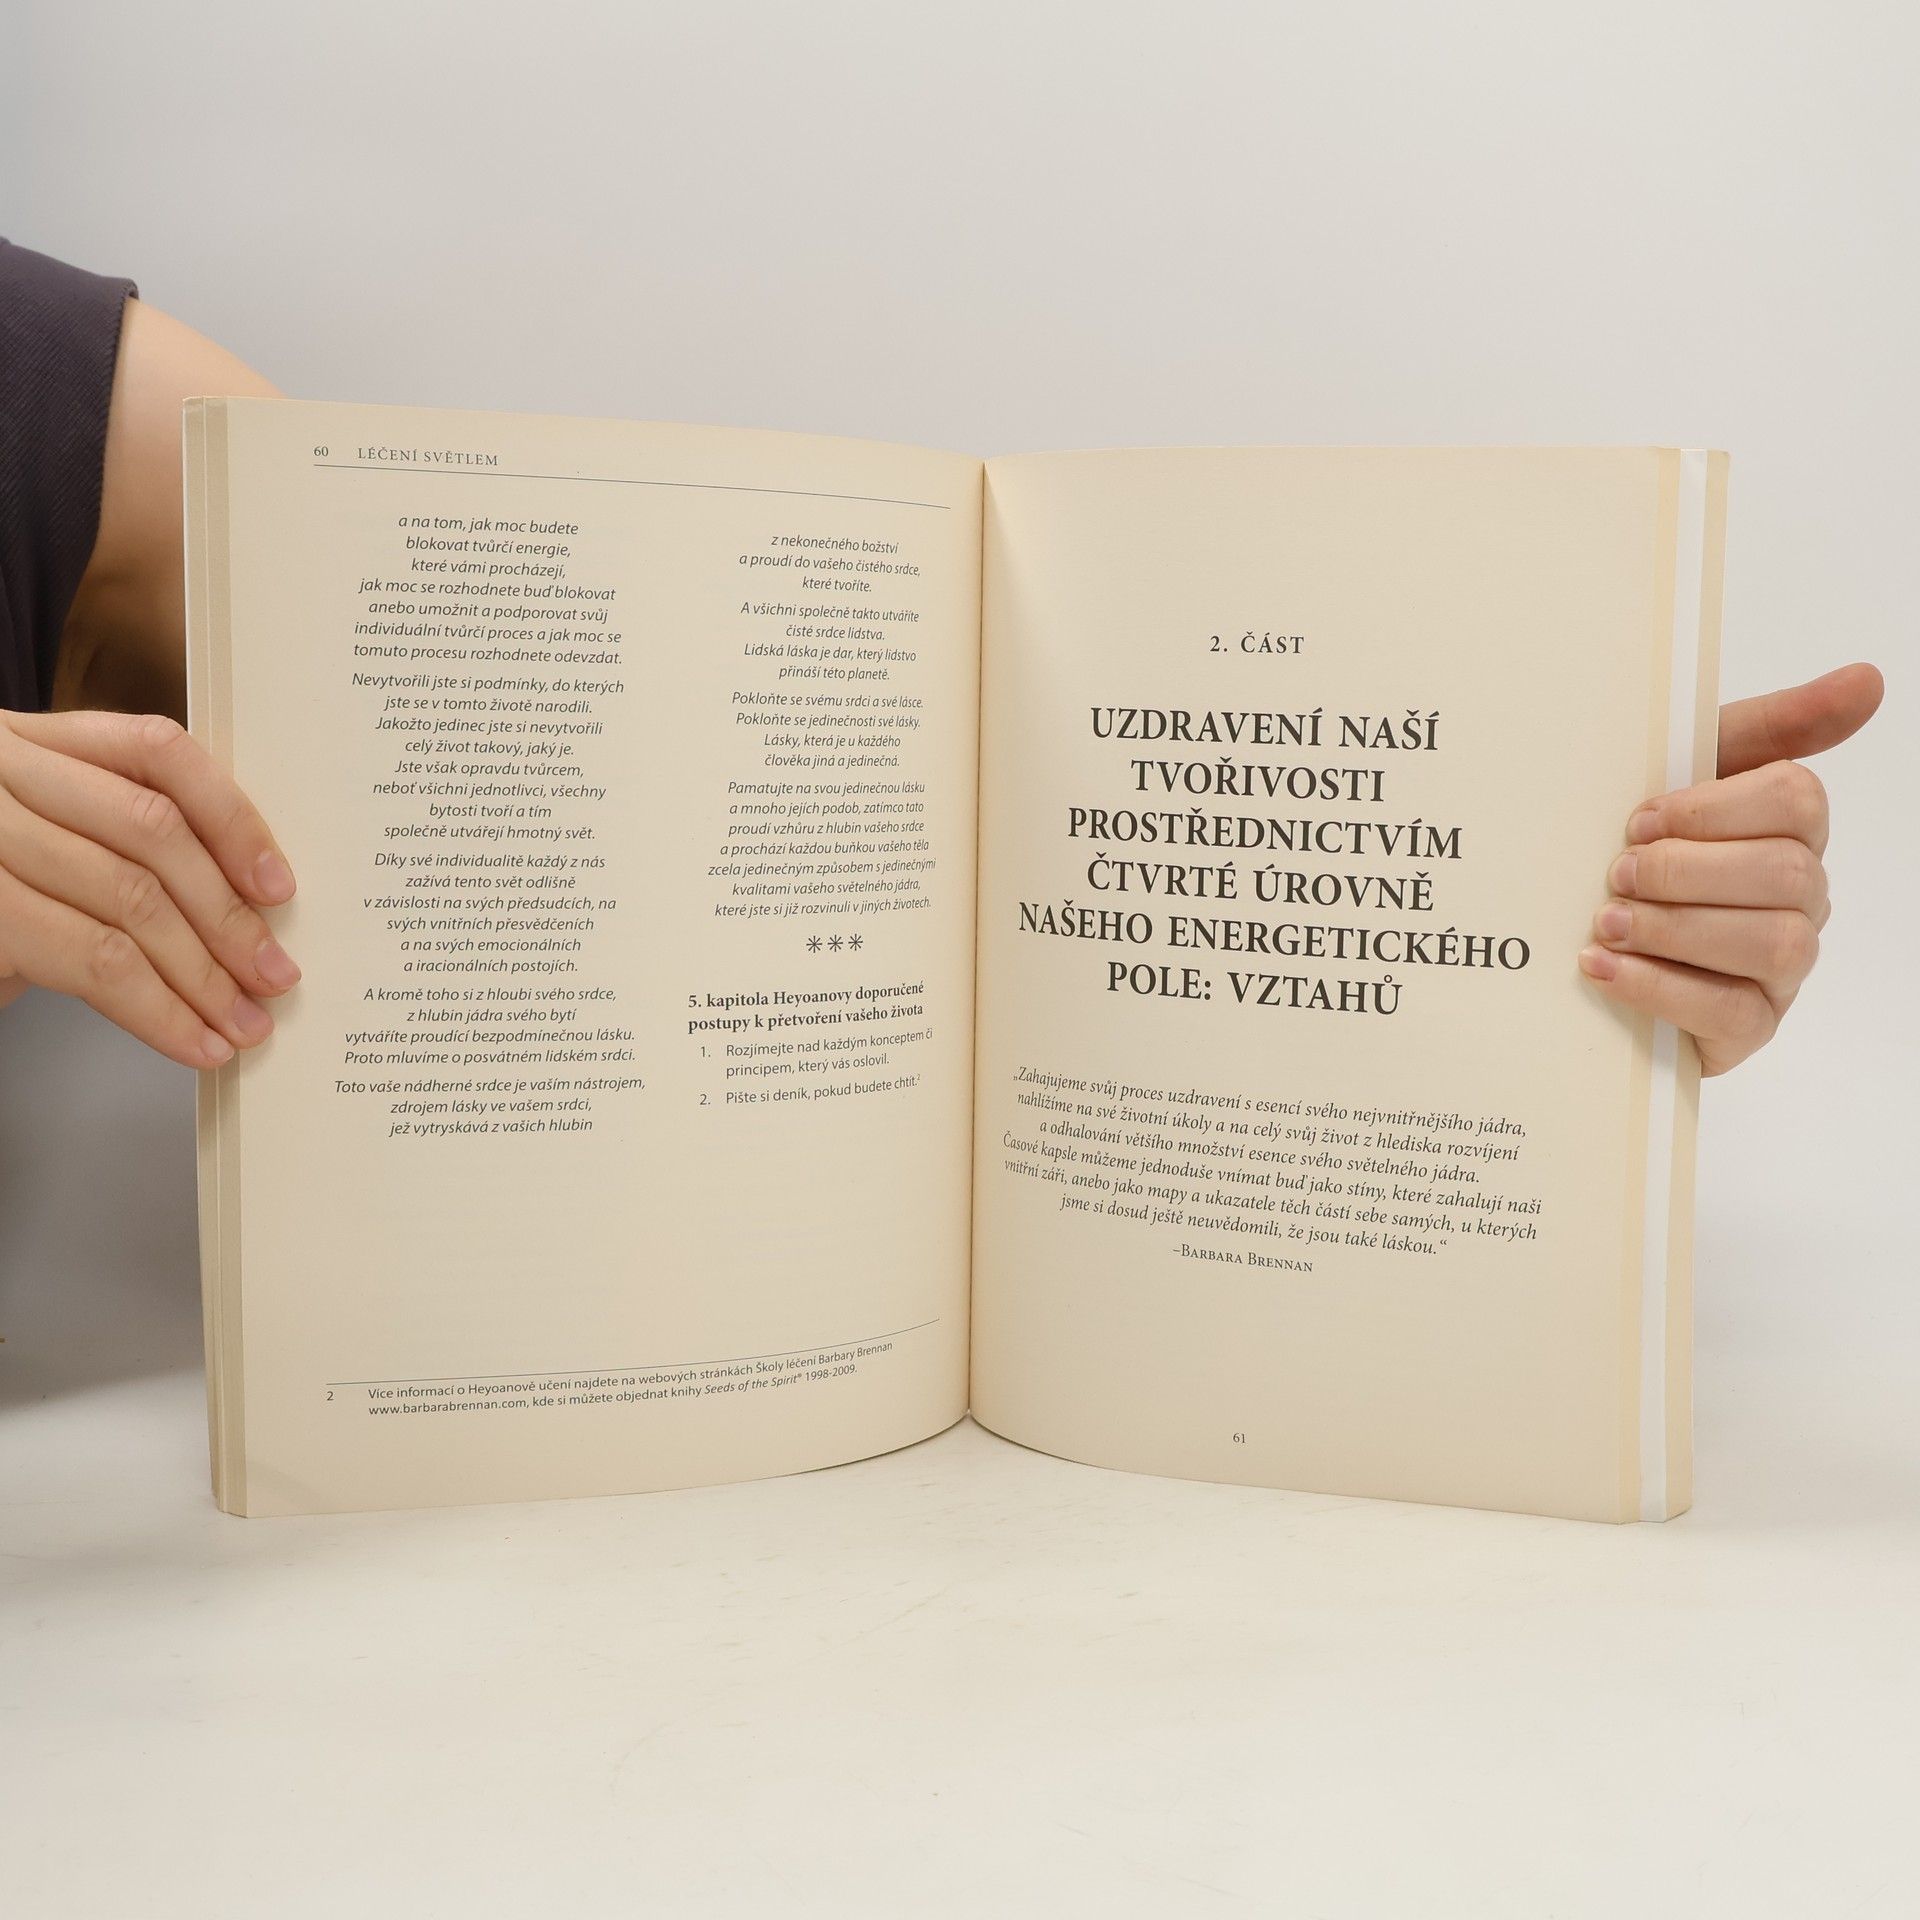 60 LÉČENÍ SVĚTLEM
a na tom, jak moc budete
blokovat tvůrčí energie,
které vámi procházejí,
jak moc se rozhodnete buď blokovat
anebo umožnit a podporovat svůj
individuální tvůrčí proces a jak moc se
tomuto procesu rozhodnete odevzdat.
Nevytvořili jste si podmínky, do kterých
jste se v tomto životě narodili.
Jakožto jedinec jste si nevytvořili
celý život takový, jaký je.
Jste však opravdu tvůrcem,
neboť všichni jednotlivci, všechny
bytosti tvoří a tím
společně utvářejí hmotný svět.
Díky své individualitě každý z nás
zažívá tento svět odlišně
v závislosti na svých předsudcích, na
svých vnitřních přesvědčeních
a na svých emocionálních
a iracionálních postojích.
A kromě toho si z hloubi svého srdce,
z hlubin jádra svého bytí
vytváříte proudící bezpodmínečnou lásku.
Proto mluvíme o posvátném lidském srdci.
Toto vaše nádherné srdce je vaším nástrojem,
zdrojem lásky ve vašem srdci,
jež vytryskává z vašich hlubin
z nekonečného božství
a proudí do vašeho čistého srdce,
které tvoříte.
A všichni společně takto utváříte
čisté srdce lidstva.
Lidská láska je dar, který lidstvo
přináší této planetě.
Pokloňte se svému srdci a své lásce.
Pokloňte se jedinečnosti své lásky.
Lásky, která je u každého
člověka jiná a jedinečná.
Pamatujte na svou jedinečnou lásku
a mnoho jejích podob, zatímco tato
proudí vzhůru z hlubin vašeho srdce
a prochází každou buňkou vašeho těla
zcela jedinečným způsobem s jedinečnými
kvalitami vašeho světelného jádra,
které jste si již rozvinuli v jiných životech.
***
5. kapitola Heyoanovy doporučené
postupy k přetvoření vašeho života
1. Rozjímejte nad každým konceptem či
principem, který vás oslovil.
2. Pište si deník, pokud budete chtít.2
2 Více informací o Heyoanově učení najdete na webových stránkách Školy léčení Barbary Brennan
www.barbarabrennan.com, kde si můžete objednat knihy Seeds of the Spirit® 1998-2009.
2. ČÁST
UZDRAVENÍ NAŠÍ
TVOŘIVOSTI
PROSTŘEDNICTVÍM
ČTVRTÉ ÚROVNĚ
NAŠEHO ENERGETICKÉHO
POLE: VZTAHŮ
„Zahajujeme svůj proces uzdravení s esencí svého nejvnitřnějšího jádra,
nahlížíme na své životní úkoly a na celý svůj život z hlediska rozvíjení
a odhalování většího množství esence svého světelného jádra.
Časové kapsle můžeme jednoduše vnímat buď jako stíny, které zahalují naši
vnitřní záři, anebo jako mapy a ukazatele těch částí sebe samých, u kterých
jsme si dosud ještě neuvědomili, že jsou také láskou.“
–BARBARA BRENNAN
61